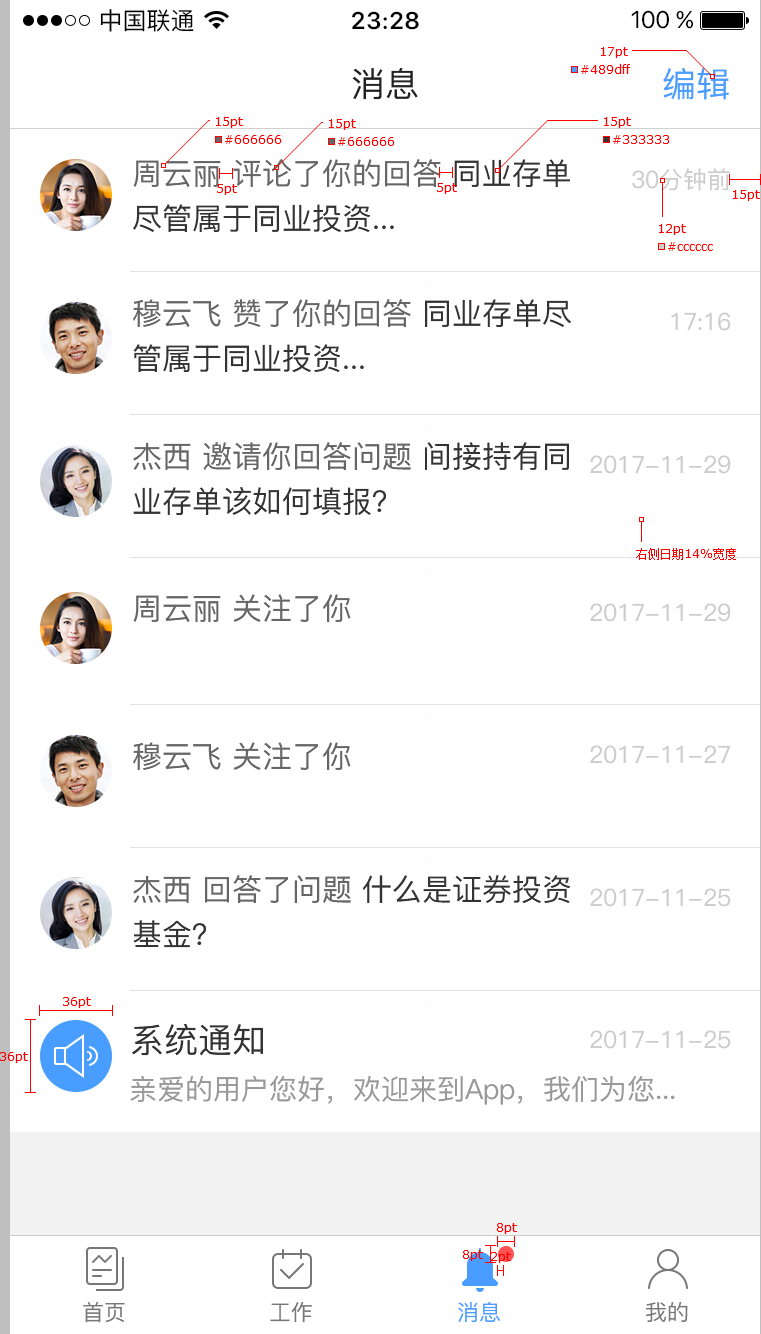 中国联通 23:28 100 %
17pt
#489dff
消息 编辑
15pt 15pt 15pt
#666666 #666666 #333333
周云丽 评论了你的回答 同业存单 30分钟前
5pt 5pt 15pt
尽管属于同业投资...
12pt
#cccccc
穆云飞 赞了你的回答 同业存单尽 17:16
管属于同业投资...
杰西 邀请你回答问题 间接持有同 2017-11-29
业存单该如何填报?
右侧日期14%宽度
周云丽 关注了你 2017-11-29
穆云飞 关注了你 2017-11-27
杰西 回答了问题 什么是证券投资 2017-11-25
基金?
36pt
系统通知 2017-11-25
36pt
亲爱的用户您好，欢迎来到App，我们为您...
8pt
8pt 2pt
首页 工作 消息 我的